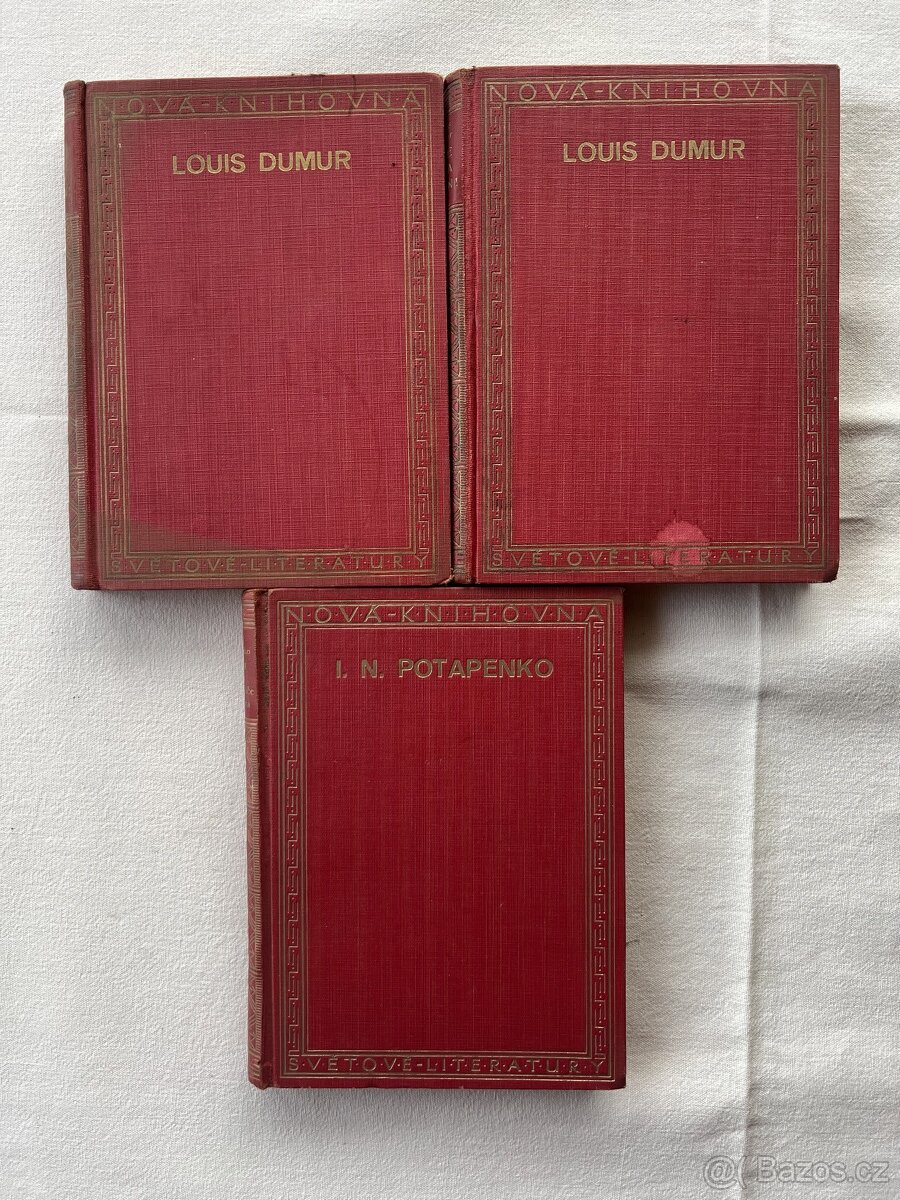 NOVÁ-KNIHOVNA
LOUIS DUMUR
SVĚTOVÉ-LITERATURY
NOVÁ-KNIHOVNA
LOUIS DUMUR
SVĚTOVÉ-LITERATURY
NOVÁ-KNIHOVNA
I. N. POTAPENKO
SVĚTOVÉ-LITERATURY
Bazos.cz